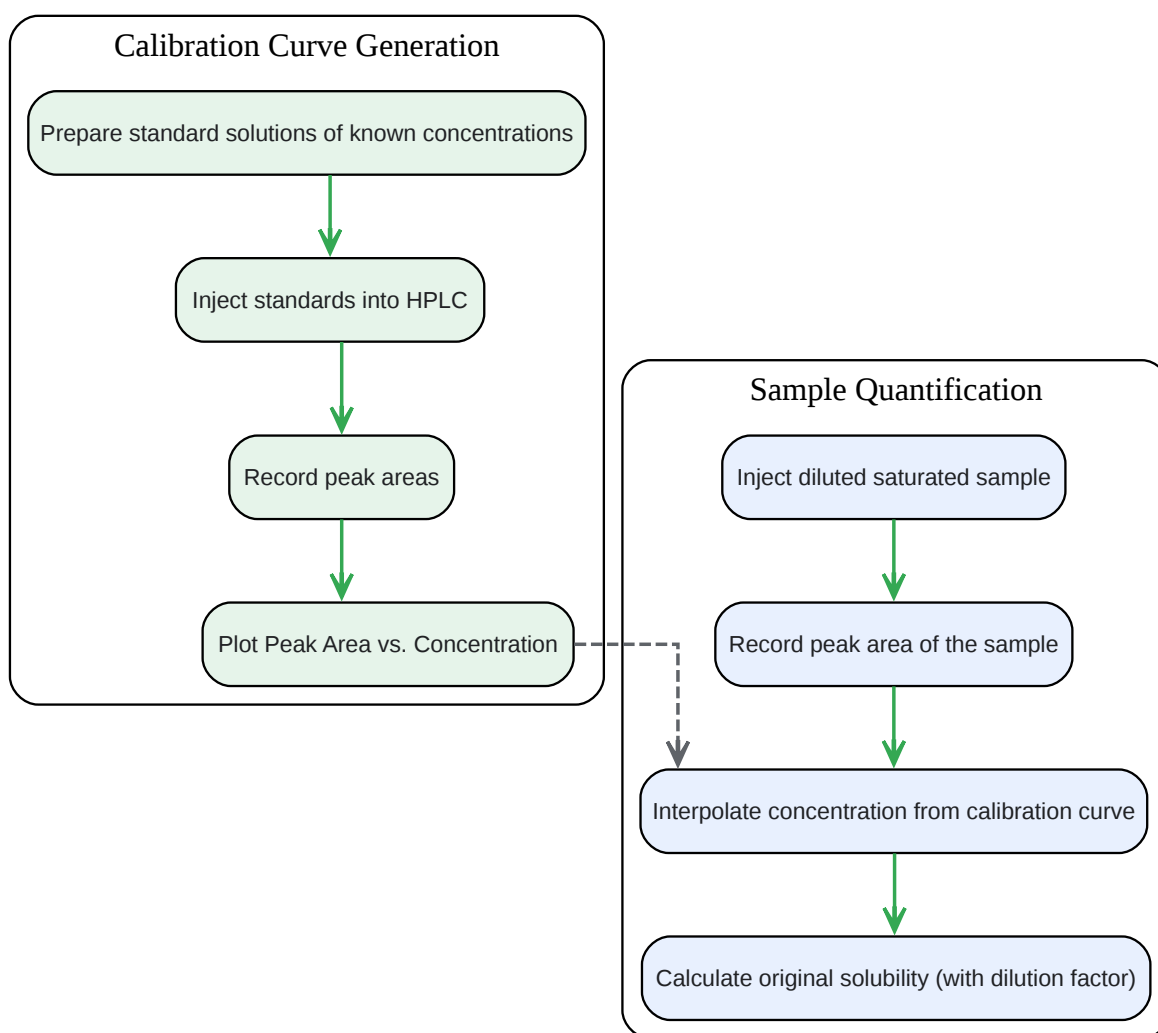 Calibration Curve Generation
Prepare standard solutions of known concentrations
Inject standards into HPLC
Record peak areas
Plot Peak Area vs. Concentration
Sample Quantification
Inject diluted saturated sample
Record peak area of the sample
Interpolate concentration from calibration curve
Calculate original solubility (with dilution factor)